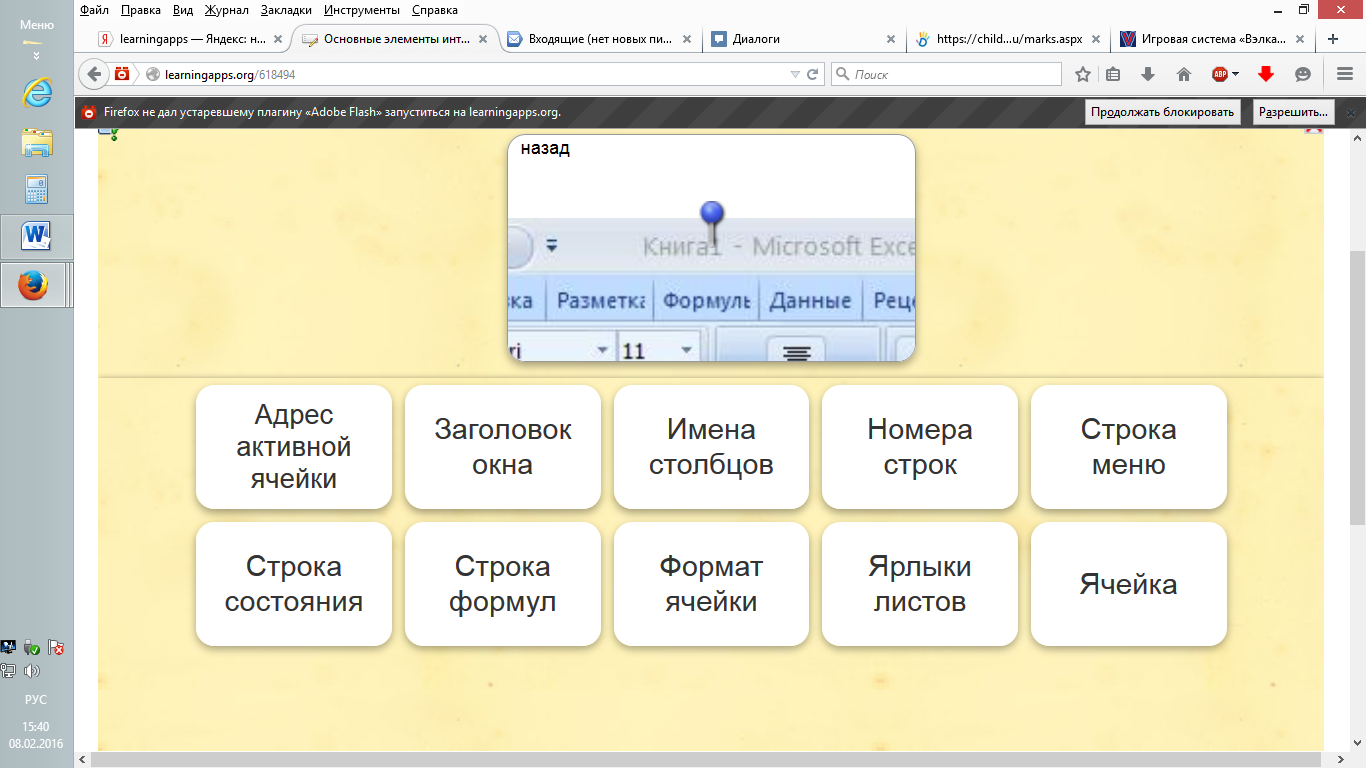 Меню
Файл Правка Вид Журнал Закладки Инструменты Справка
learningapps — Яндекс: н...
Основные элементы инт...
Входящие (нет новых пи...
Диалоги
https://child...u/marks.aspx
Игровая система «Вэлка...
learningapps.org/618494
Поиск
ABP
Firefox не дал устаревшему плагину «Adobe Flash» запуститься на learningapps.org.
Продолжать блокировать
Разрешить...
назад
Книга1 - Microsoft Exce
ка Разметка Формулы Данные Реце
ri 11
Адрес
активной
ячейки
Заголовок
окна
Имена
столбцов
Номера
строк
Строка
меню
Строка
состояния
Строка
формул
Формат
ячейки
Ярлыки
листов
Ячейка
РУС
15:40
08.02.2016